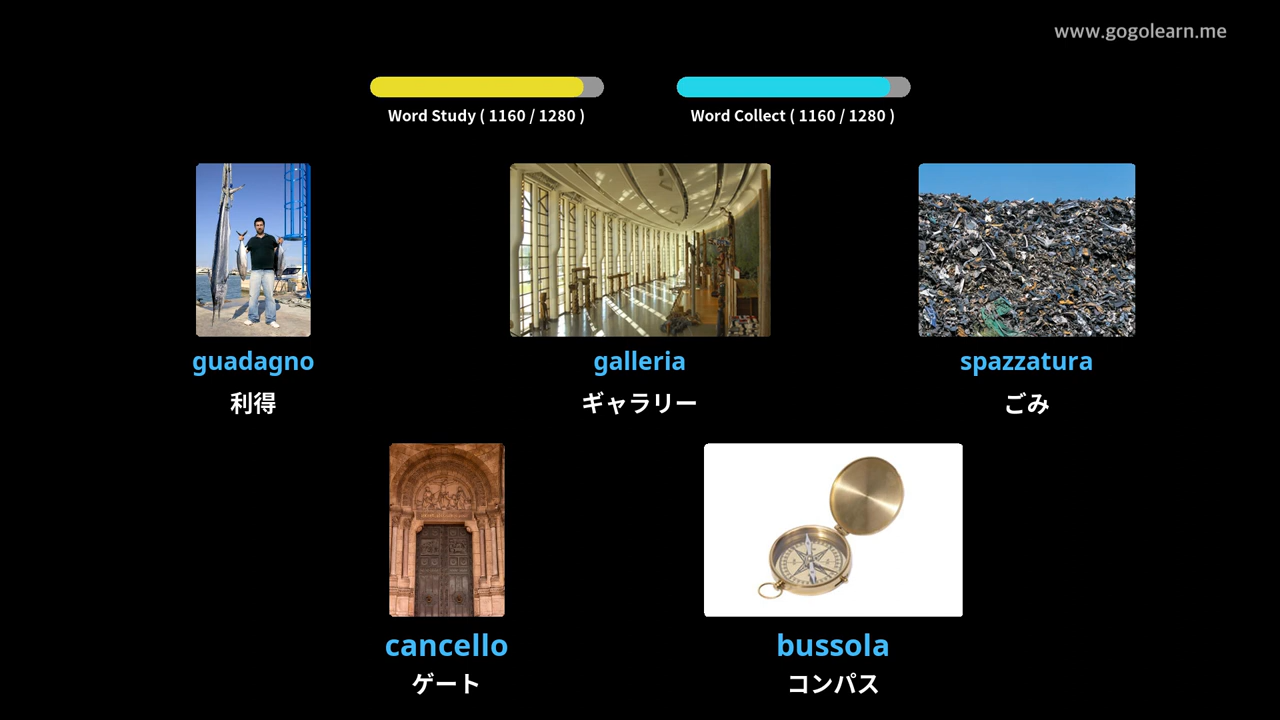 www.gogolearn.me
Word Study ( 1160 / 1280 )
Word Collect ( 1160 / 1280 )
guadagno
利得
galleria
ギャラリー
spazzatura
ごみ
cancello
ゲート
bussola
コンパス